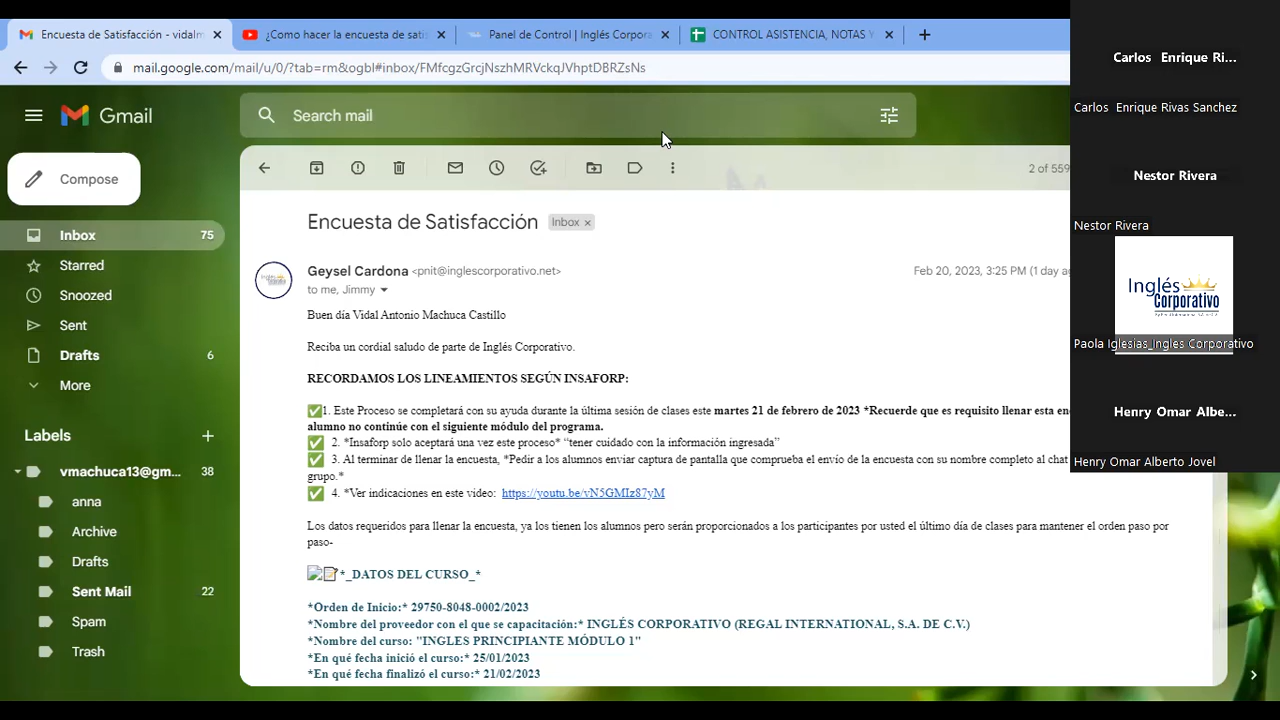 Encuesta de Satisfacción - vidalm
¿Como hacer la encuesta de satis
Panel de Control | Inglés Corpora
CONTROL ASISTENCIA, NOTAS Y
mail.google.com/mail/u/0/?tab=rm&ogbl#inbox/FMfcgzGrcjNszhMRVckqJVhptDBRZsNs
Gmail
Search mail
Compose
2 of 559
Inbox 75
Starred
Snoozed
Sent
Drafts 6
More
Labels
vmachuca13@gm... 38
anna
Archive
Drafts
Sent Mail 22
Spam
Trash
Encuesta de Satisfacción Inbox
Geysel Cardona <pnit@inglescorporativo.net> Feb 20, 2023, 3:25 PM (1 day
to me, Jimmy
Buen día Vidal Antonio Machuca Castillo
Reciba un cordial saludo de parte de Inglés Corporativo.
RECORDAMOS LOS LINEAMIENTOS SEGÚN INSAFORP:
✅1. Este Proceso se completará con su ayuda durante la última sesión de clases este martes 21 de febrero de 2023 *Recuerde que es requisito llenar esta
alumno no continúe con el siguiente módulo del programa.
✅ 2. *Insaforp solo aceptará una vez este proceso* “tener cuidado con la información ingresada”
✅ 3. Al terminar de llenar la encuesta, *Pedir a los alumnos enviar captura de pantalla que comprueba el envío de la encuesta con su nombre completo al chat
grupo.*
✅ 4. *Ver indicaciones en este video: https://youtu.be/vN5GMIz87yM
Los datos requeridos para llenar la encuesta, ya los tienen los alumnos pero serán proporcionados a los participantes por usted el último día de clases para mantener el orden paso por
paso-
📝*_DATOS DEL CURSO_*
*Orden de Inicio:* 29750-8048-0002/2023
*Nombre del proveedor con el que se capacitación:* INGLÉS CORPORATIVO (REGAL INTERNATIONAL, S.A. DE C.V.)
*Nombre del curso: "INGLES PRINCIPIANTE MÓDULO 1"
*En qué fecha inició el curso:* 25/01/2023
*En qué fecha finalizó el curso:* 21/02/2023
Carlos Enrique Ri...
Carlos Enrique Rivas Sanchez
Nestor Rivera
Nestor Rivera
Inglés
Corporativo
Paola Iglesias_Ingles Corporativo
Henry Omar Albe...
Henry Omar Alberto Jovel